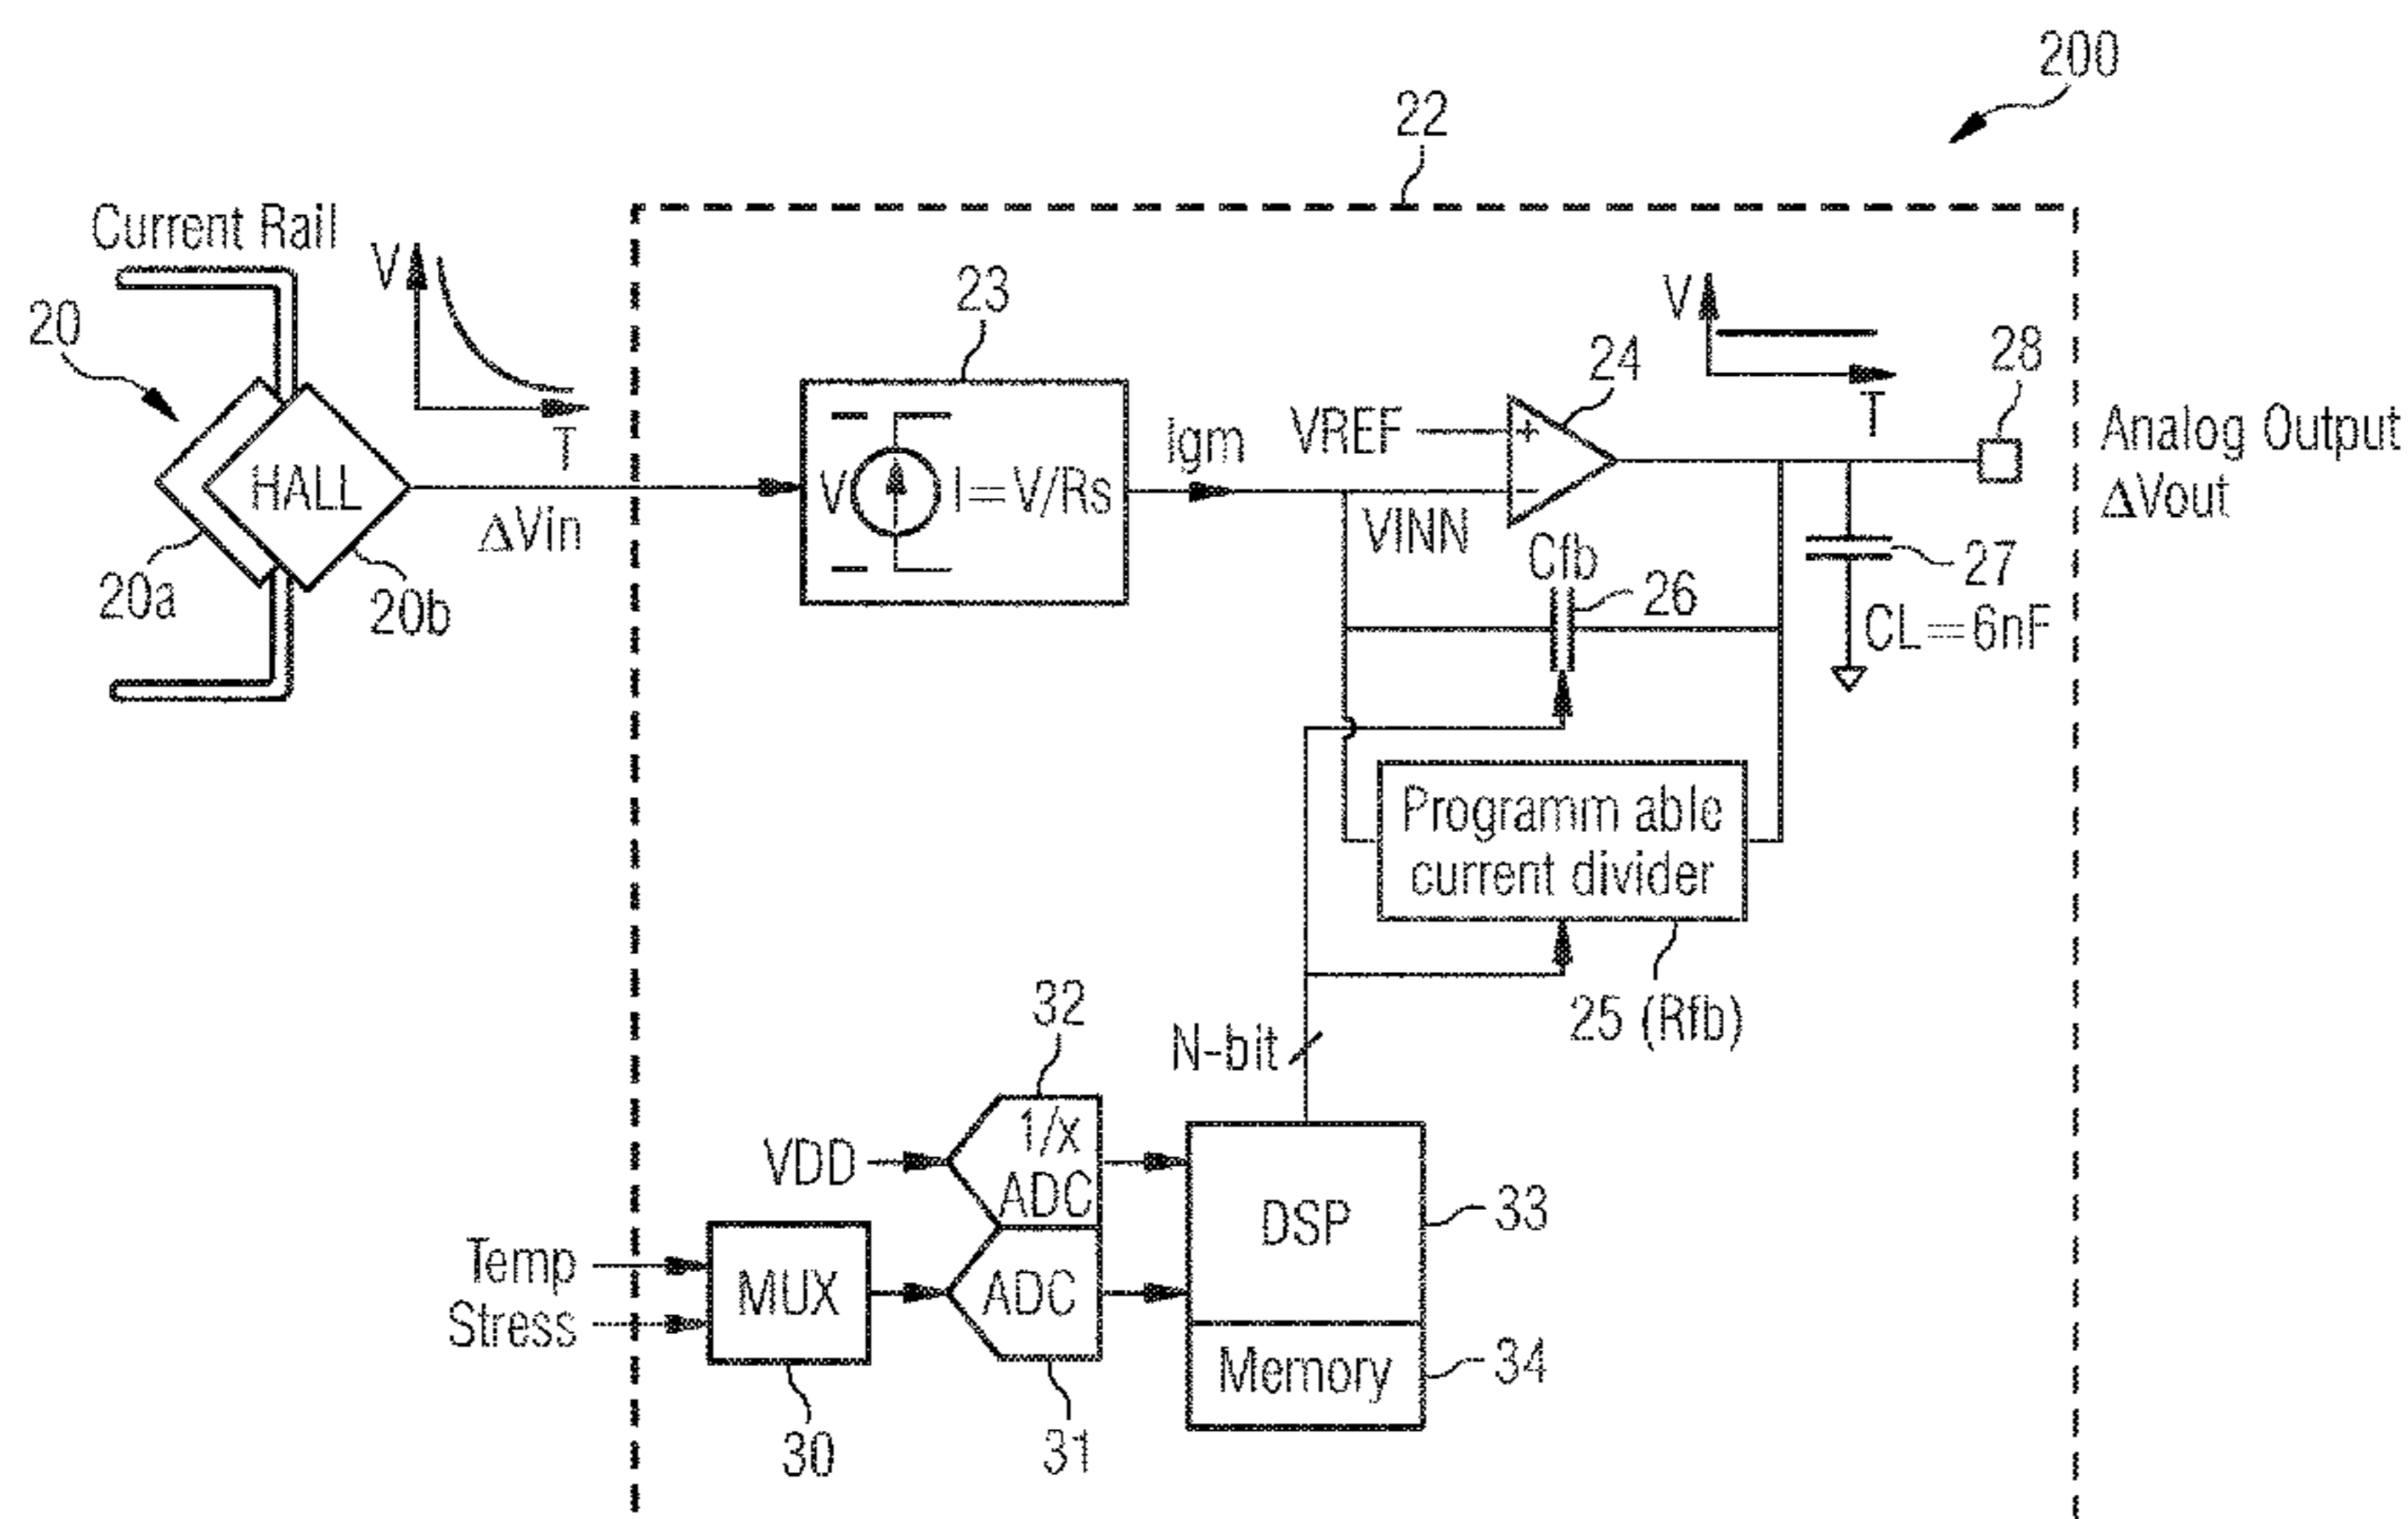 200
22
Current Rail
V
23
V
20
24
28
T
VREF
+
T
Analog Output
HALL
ΔVin
V
I=V/Rs
Igm
−
VINN
ΔVout
20a
20b
Cfb
26
27
CL=6nF
Programm able
current divider
32
N-bit
25 (Rfb)
VDD
1/x
ADC
DSP
33
Temp
Stress
MUX
ADC
Memory
34
30
31